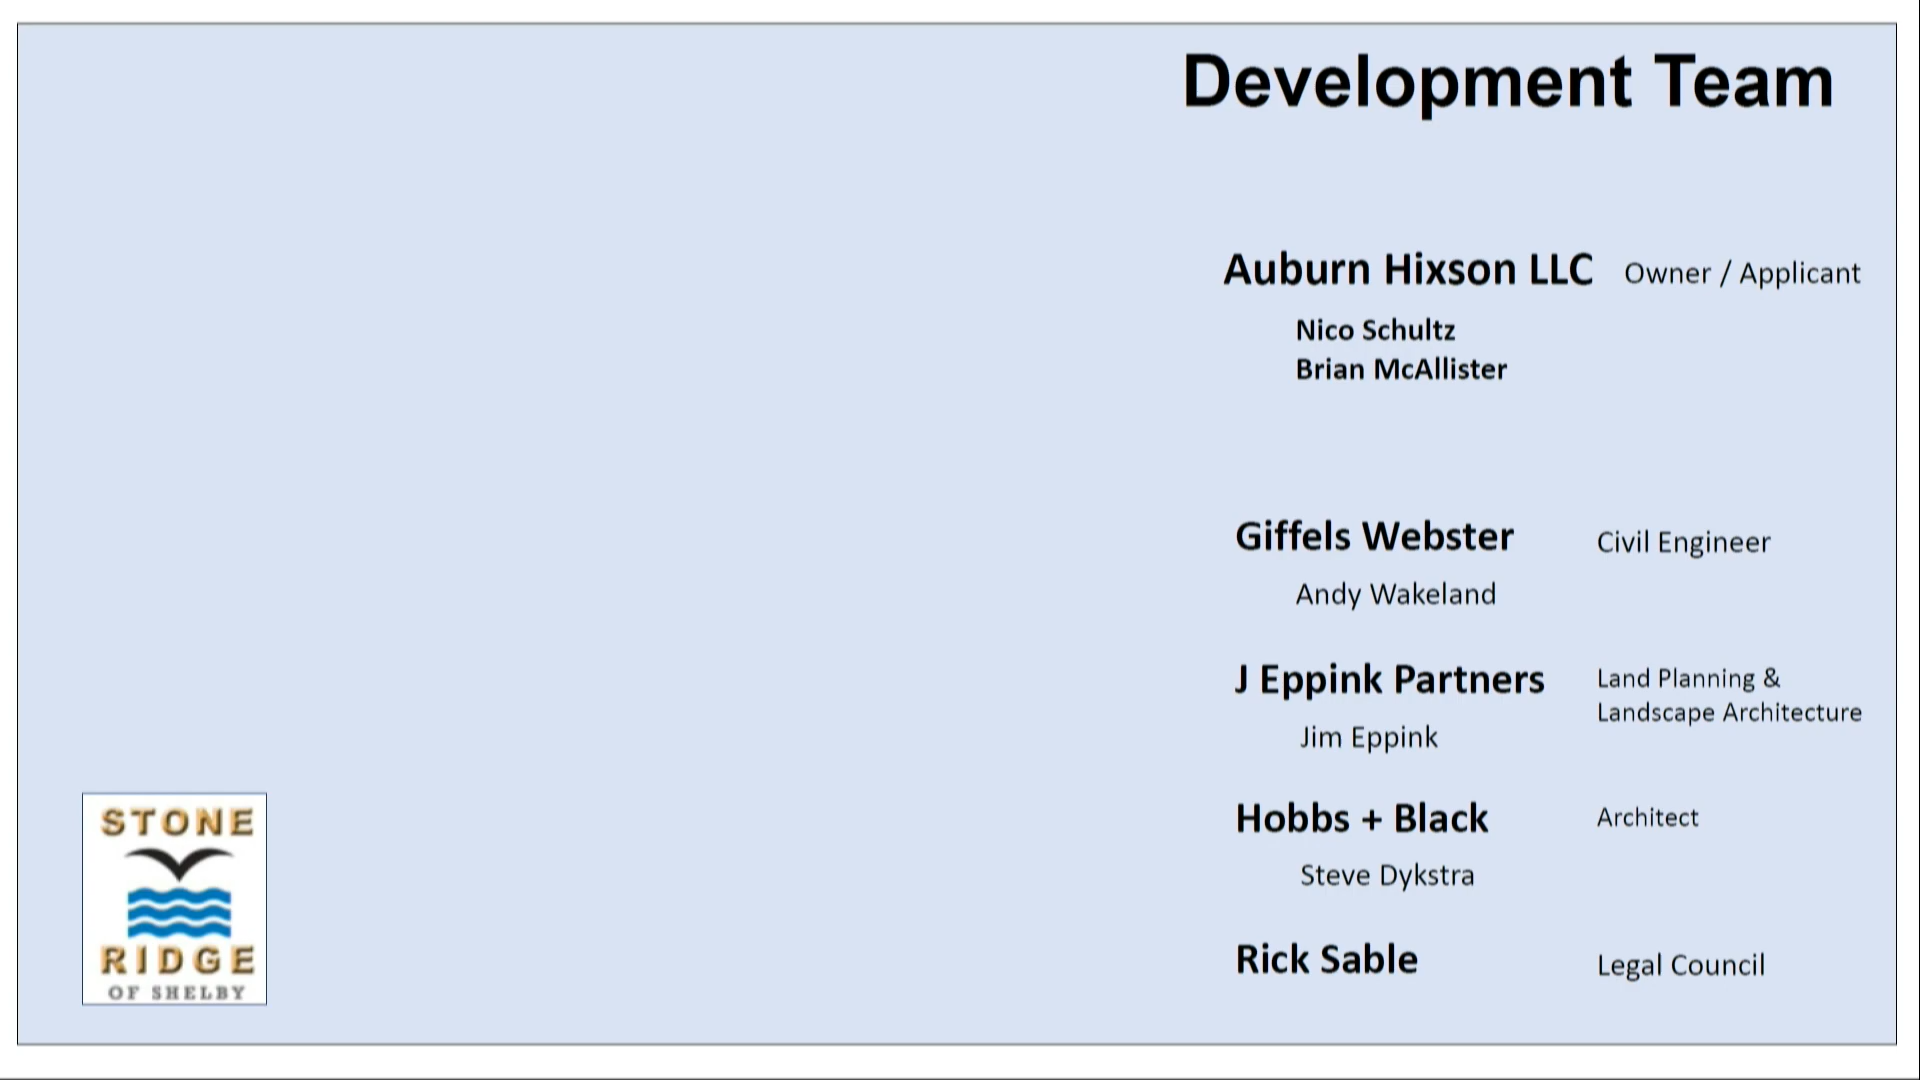 Development Team
Auburn Hixson LLC Owner / Applicant
Nico Schultz
Brian McAllister
Giffels Webster Civil Engineer
Andy Wakeland
J Eppink Partners Land Planning &
Landscape Architecture
Jim Eppink
Hobbs + Black Architect
Steve Dykstra
Rick Sable Legal Council
STONE
RIDGE
OF SHELBY